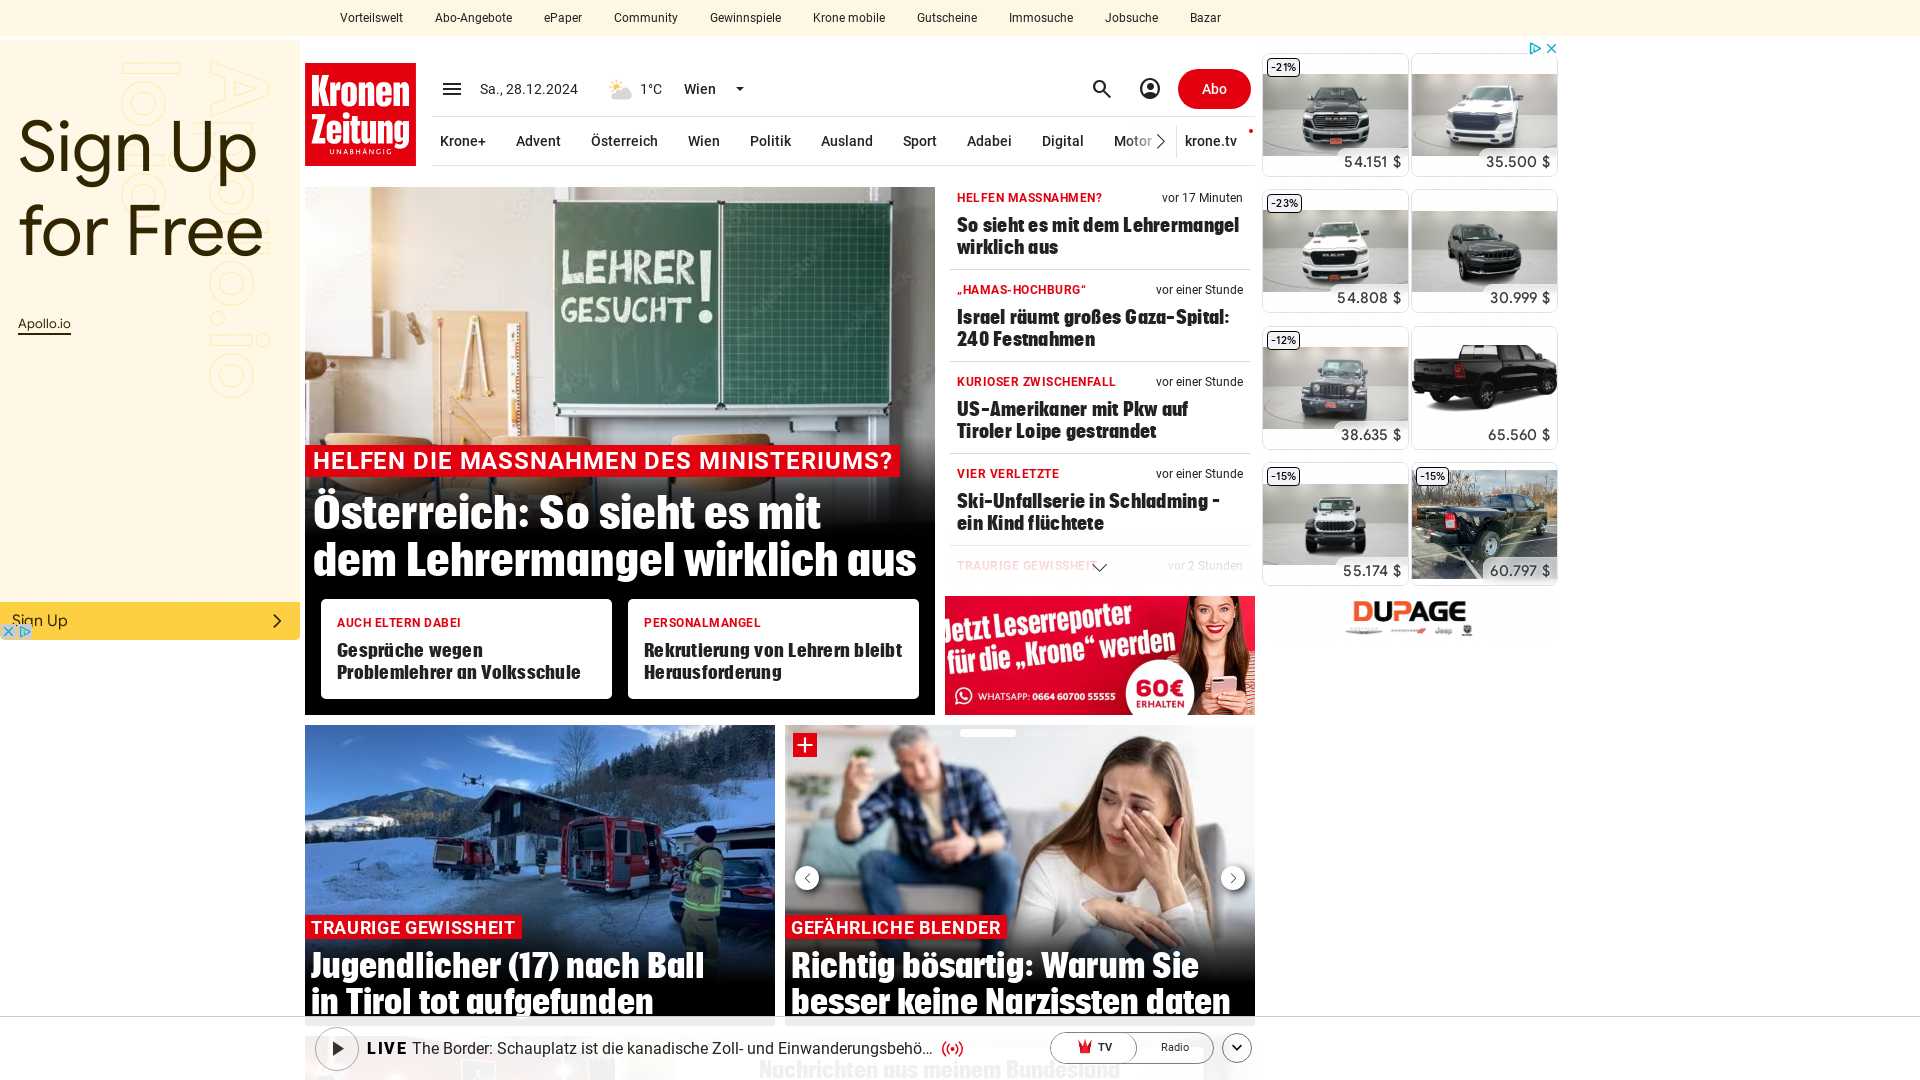 Vorteilswelt
Abo-Angebote
ePaper
Community
Gewinnspiele
Krone mobile
Gutscheine
Immosuche
Jobsuche
Bazar
Sign Up
for Free
Apollo.io
Apollo.io
Sign Up
Kronen
Zeitung
UNABHÄNGIG
Sa., 28.12.2024
1°C
Wien
Abo
Krone+
Advent
Österreich
Wien
Politik
Ausland
Sport
Adabei
Digital
Motor
krone.tv
LEHRER
GESUCHT!
HELFEN DIE MASSNAHMEN DES MINISTERIUMS?
Österreich: So sieht es mit
dem Lehrermangel wirklich aus
AUCH ELTERN DABEI
Gespräche wegen
Problemlehrer an Volksschule
PERSONALMANGEL
Rekrutierung von Lehrern bleibt
Herausforderung
HELFEN MASSNAHMEN?
vor 17 Minuten
So sieht es mit dem Lehrermangel
wirklich aus
„HAMAS-HOCHBURG“
vor einer Stunde
Israel räumt großes Gaza-Spital:
240 Festnahmen
KURIOSER ZWISCHENFALL
vor einer Stunde
US-Amerikaner mit Pkw auf
Tiroler Loipe gestrandet
VIER VERLETZTE
vor einer Stunde
Ski-Unfallserie in Schladming -
ein Kind flüchtete
TRAURIGE GEWISSHEIT
vor 2 Stunden
Jetzt Leserreporter
für die „Krone“ werden
WHATSAPP: 0664 60700 55555
60€
ERHALTEN
TRAURIGE GEWISSHEIT
Jugendlicher (17) nach Ball
in Tirol tot aufgefunden
GEFÄHRLICHE BLENDER
Richtig bösartig: Warum Sie
besser keine Narzissten daten
-21%
54.151 $
35.500 $
-23%
54.808 $
30.999 $
-12%
38.635 $
65.560 $
-15%
55.174 $
-15%
60.797 $
DUPAGE
Jeep
LIVE The Border: Schauplatz ist die kanadische Zoll- und Einwanderungsbehö...
TV
Radio
Nachrichten aus meinem Bundesland